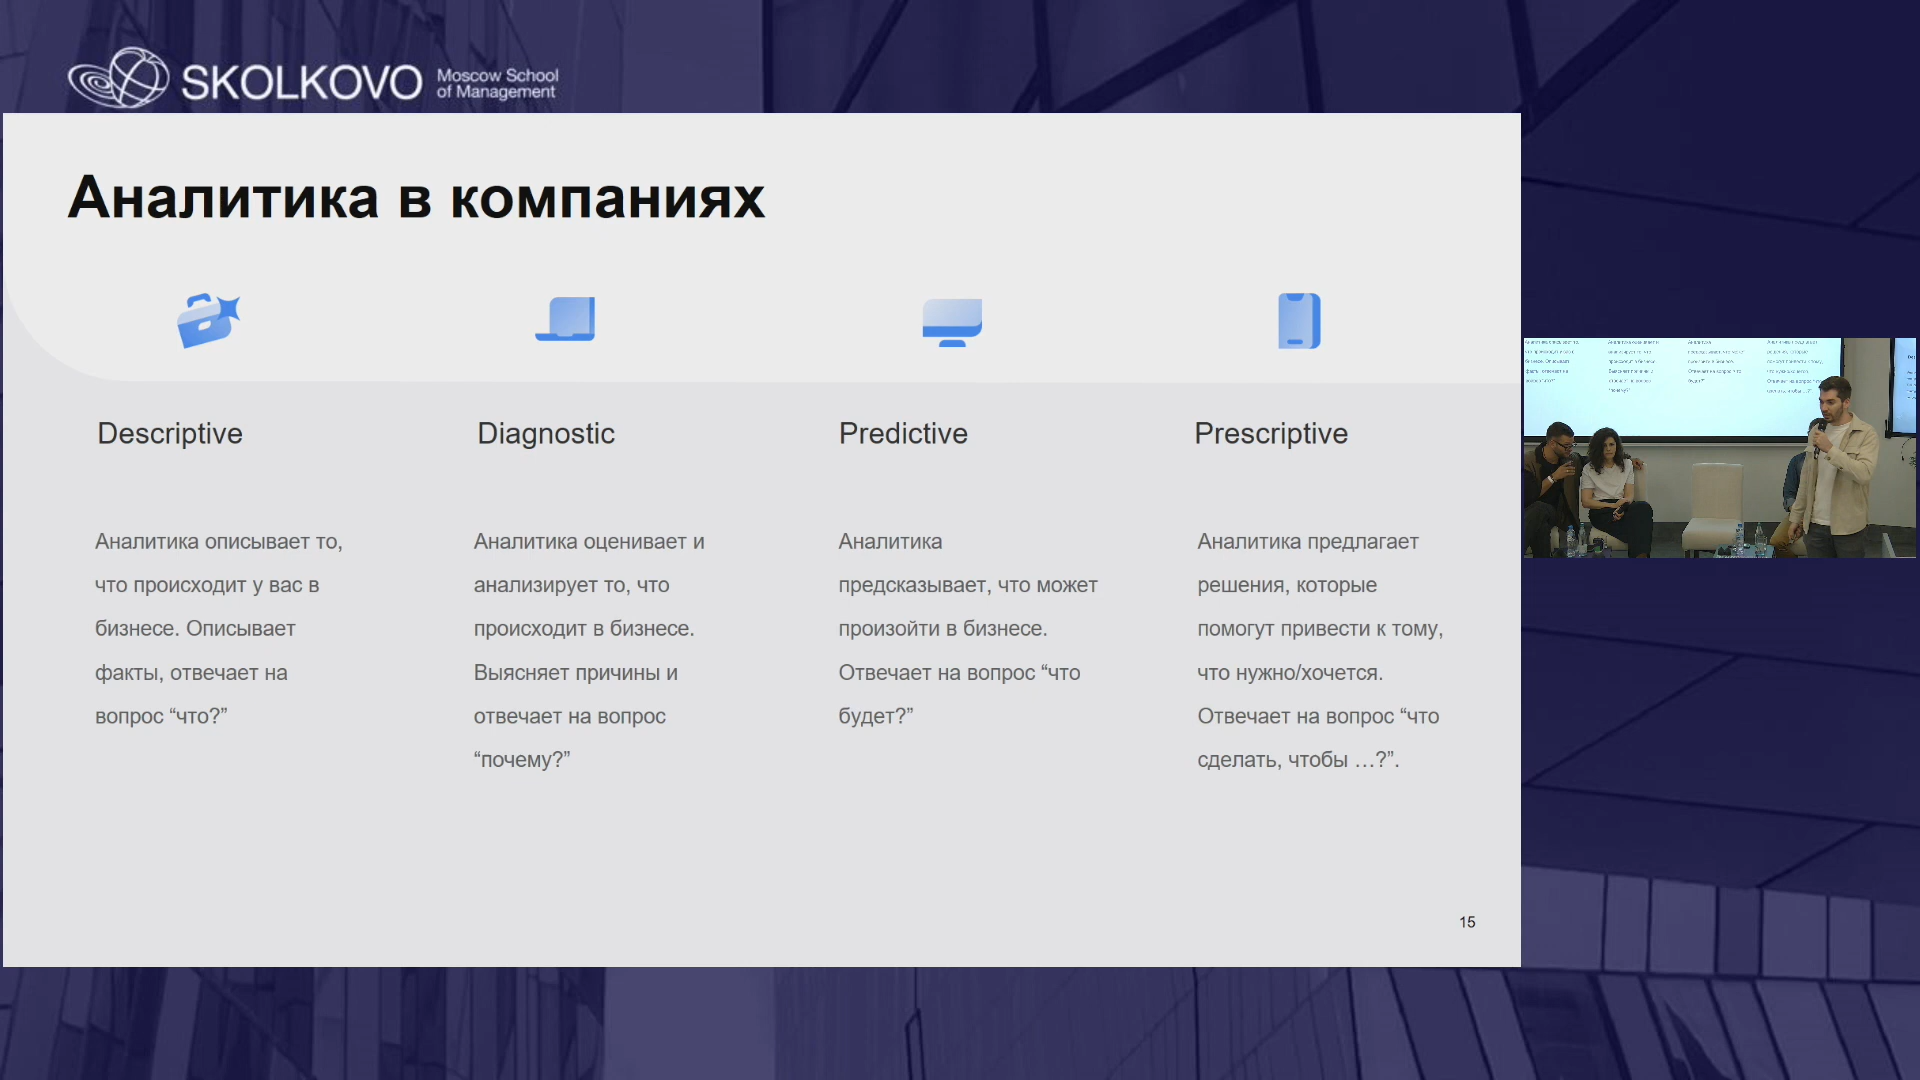 SKOLKOVO
Moscow School
of Management
Аналитика в компаниях
Descriptive
Аналитика описывает то,
что происходит у вас в
бизнесе. Описывает
факты, отвечает на
вопрос “что?”
Diagnostic
Аналитика оценивает и
анализирует то, что
происходит в бизнесе.
Выясняет причины и
отвечает на вопрос
“почему?”
Predictive
Аналитика
предсказывает, что может
произойти в бизнесе.
Отвечает на вопрос “что
будет?”
Prescriptive
Аналитика предлагает
решения, которые
помогут привести к тому,
что нужно/хочется.
Отвечает на вопрос “что
сделать, чтобы …?”.
15